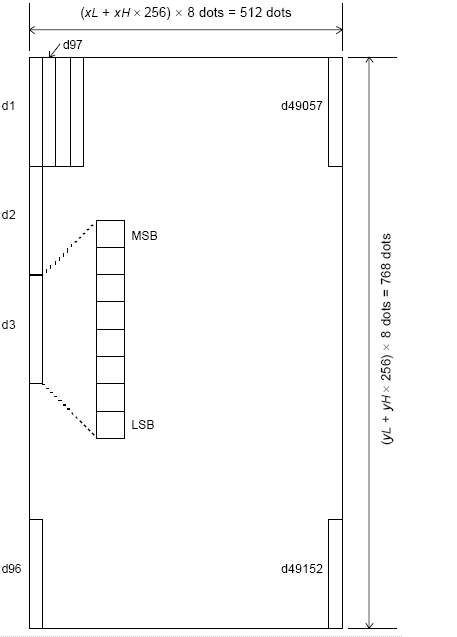 (xL + xH × 256) × 8 dots = 512 dots
d97
d1
d49057
d2
MSB
d3
(yL + yH × 256) × 8 dots = 768 dots
LSB
d96
d49152